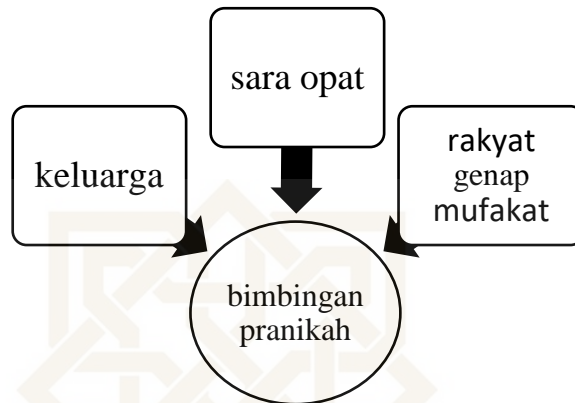 sara opat
keluarga
rakyat
genap
mufakat
bimbingan
pranikah